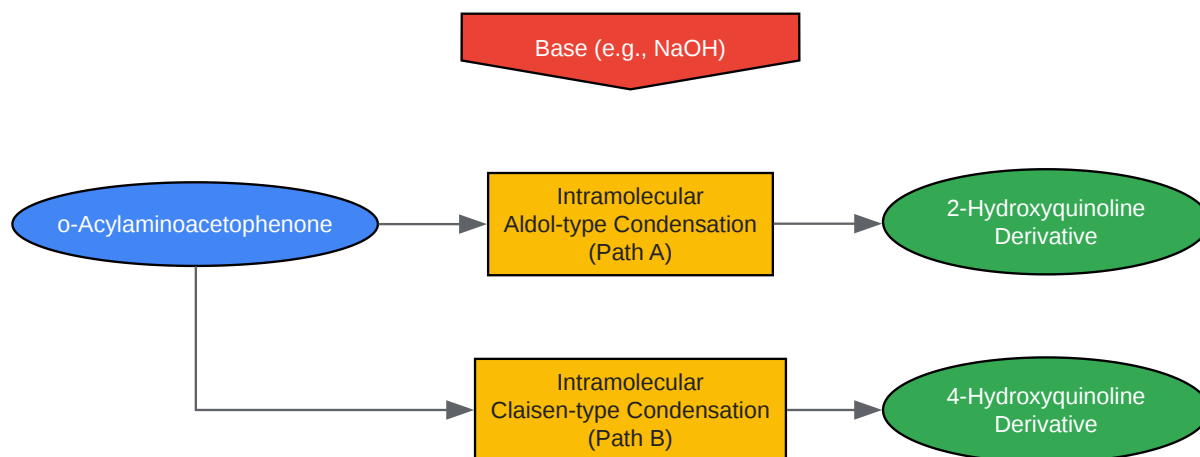 Base (e.g., NaOH)
o-Acylaminoacetophenone
Intramolecular
Aldol-type Condensation
(Path A)
2-Hydroxyquinoline
Derivative
Intramolecular
Claisen-type Condensation
(Path B)
4-Hydroxyquinoline
Derivative